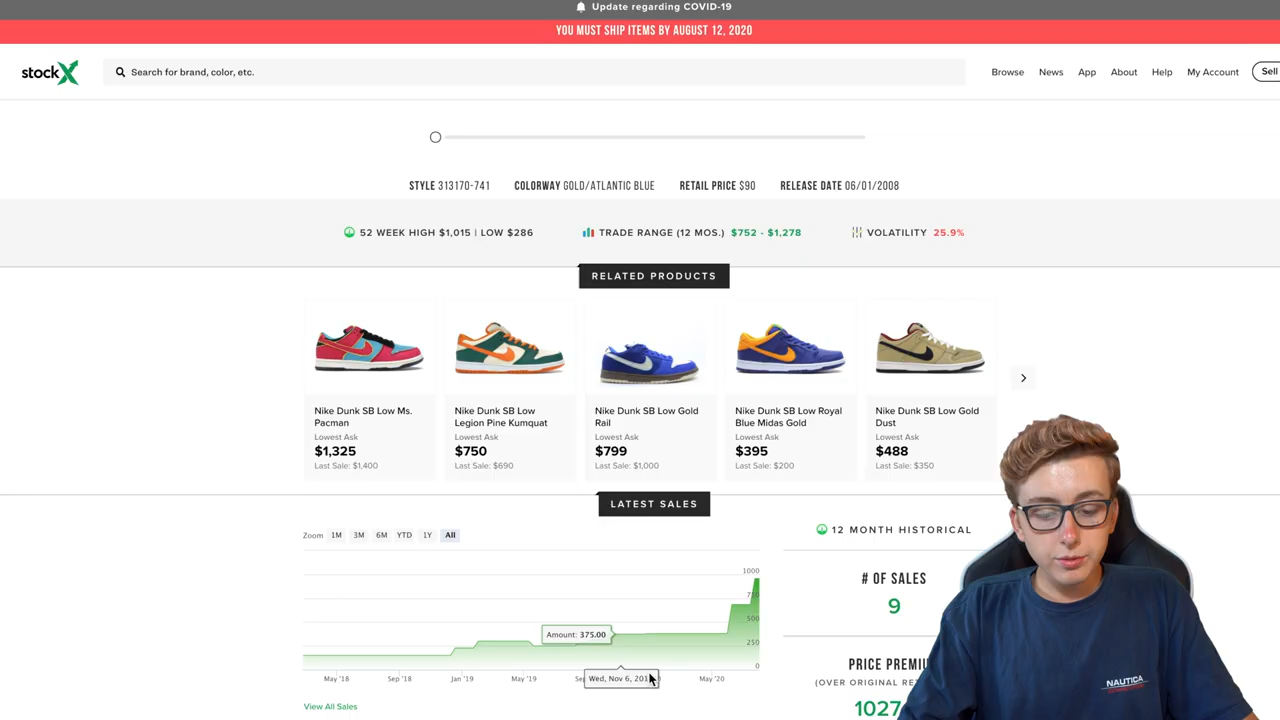 Update regarding COVID-19
YOU MUST SHIP ITEMS BY AUGUST 12, 2020
stockX
Search for brand, color, etc.
Browse News App About Help My Account Sell
STYLE 313170-741 COLORWAY GOLD/ATLANTIC BLUE RETAIL PRICE $90 RELEASE DATE 06/01/2008
52 WEEK HIGH $1,015 | LOW $286 TRADE RANGE (12 MOS.) $752 - $1,278 VOLATILITY 25.9%
RELATED PRODUCTS
Nike Dunk SB Low Ms.
Pacman
Lowest Ask
$1,325
Last Sale: $1,400
Nike Dunk SB Low
Legion Pine Kumquat
Lowest Ask
$750
Last Sale: $690
Nike Dunk SB Low Gold
Rail
Lowest Ask
$799
Last Sale: $1,000
Nike Dunk SB Low Royal
Blue Midas Gold
Lowest Ask
$395
Last Sale: $200
Nike Dunk SB Low Gold
Dust
Lowest Ask
$488
Last Sale: $350
LATEST SALES
Zoom 1M 3M 6M YTD 1Y All
1000
750
500
250
0
Amount: 375.00
May '18 Sep '18 Jan '19 May '19 Wed, Nov 6, May '20
View All Sales
12 MONTH HISTORICAL
# OF SALES
9
PRICE
(OVER ORIGINAL
1027
NAUTICA